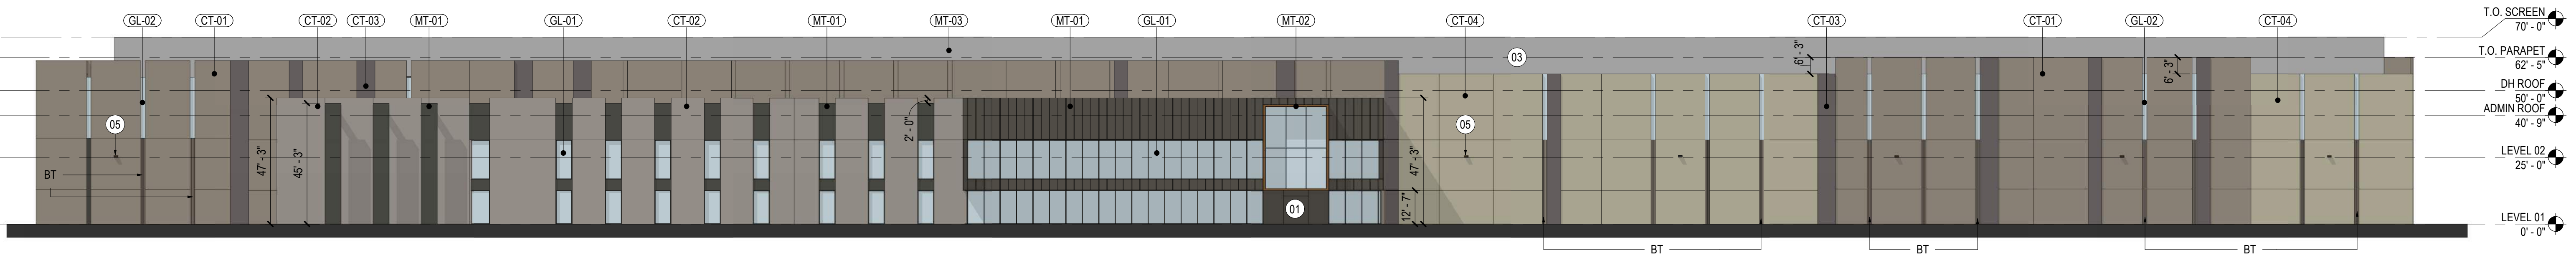 GL-02
CT-01
CT-02
CT-03
MT-01
GL-01
CT-02
MT-01
MT-03
MT-01
GL-01
MT-02
CT-04
CT-03
CT-01
GL-02
CT-04
T.O. SCREEN
70' - 0"
03
6' - 3"
6' - 3"
T.O. PARAPET
62' - 5"
DH ROOF
50' - 0"
ADMIN ROOF
40' - 9"
05
2' - 0"
05
47' - 3"
45' - 3"
47' - 3"
LEVEL 02
25' - 0"
BT
12' - 7"
01
LEVEL 01
0' - 0"
BT
BT
BT